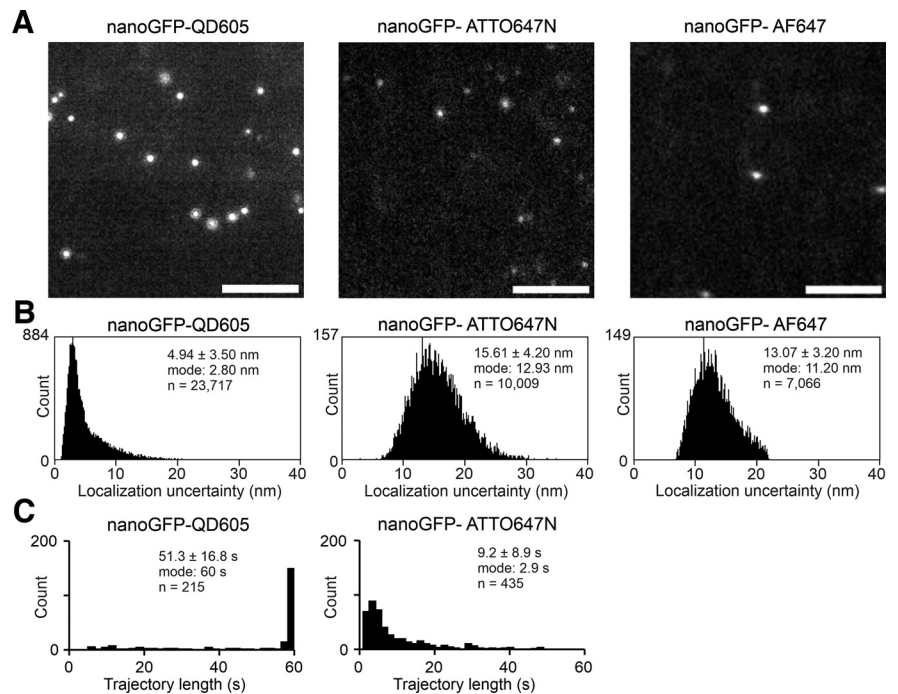 A
nanoGFP-QD605
nanoGFP- ATTO647N
nanoGFP- AF647
B
nanoGFP-QD605
nanoGFP- ATTO647N
nanoGFP- AF647
884
4.94 ± 3.50 nm
mode: 2.80 nm
n = 23,717
Count
0
0 10 20 30 40
Localization uncertainty (nm)
157
15.61 ± 4.20 nm
mode: 12.93 nm
n = 10,009
Count
0
0 10 20 30 40
Localization uncertainty (nm)
149
13.07 ± 3.20 nm
mode: 11.20 nm
n = 7,066
Count
0
0 10 20 30 40
Localization uncertainty (nm)
C
nanoGFP-QD605
200
51.3 ± 16.8 s
mode: 60 s
n = 215
Count
0
0 20 40 60
Trajectory length (s)
nanoGFP- ATTO647N
200
9.2 ± 8.9 s
mode: 2.9 s
n = 435
Count
0
0 20 40 60
Trajectory length (s)